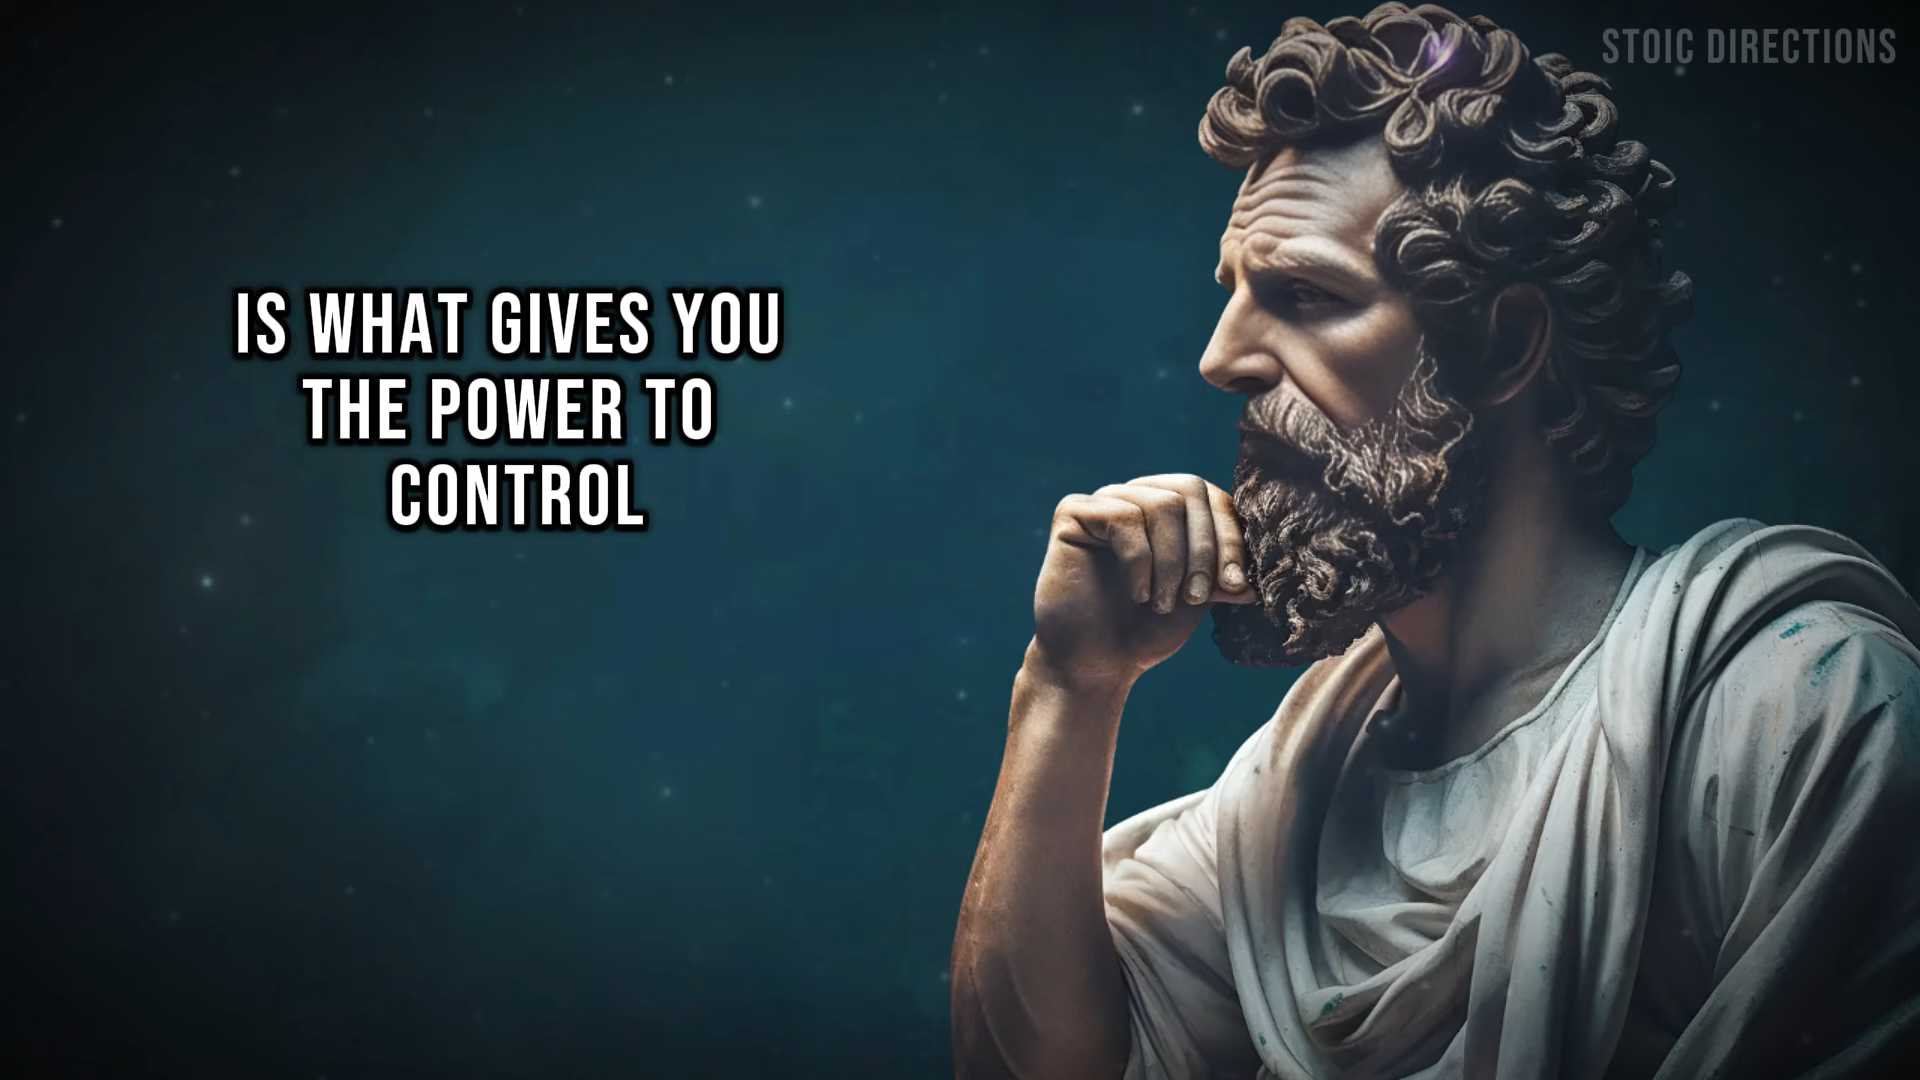 STOIC DIRECTIONS
IS WHAT GIVES YOU
THE POWER TO
CONTROL